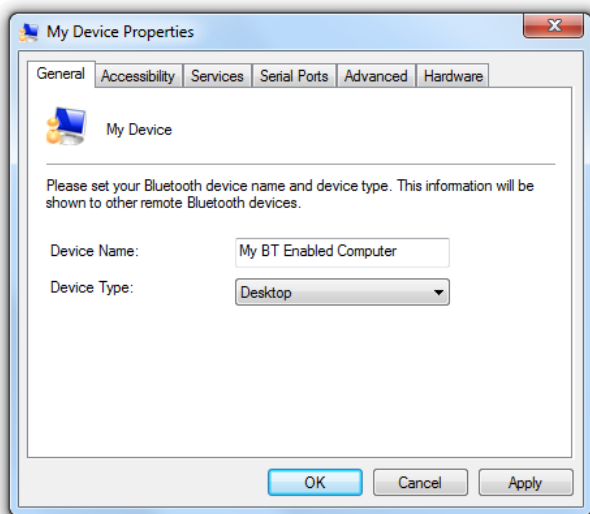 My Device Properties
General Accessibility Services Serial Ports Advanced Hardware
My Device
Please set your Bluetooth device name and device type. This information will be
shown to other remote Bluetooth devices.
Device Name: My BT Enabled Computer
Device Type: Desktop
OK Cancel Apply